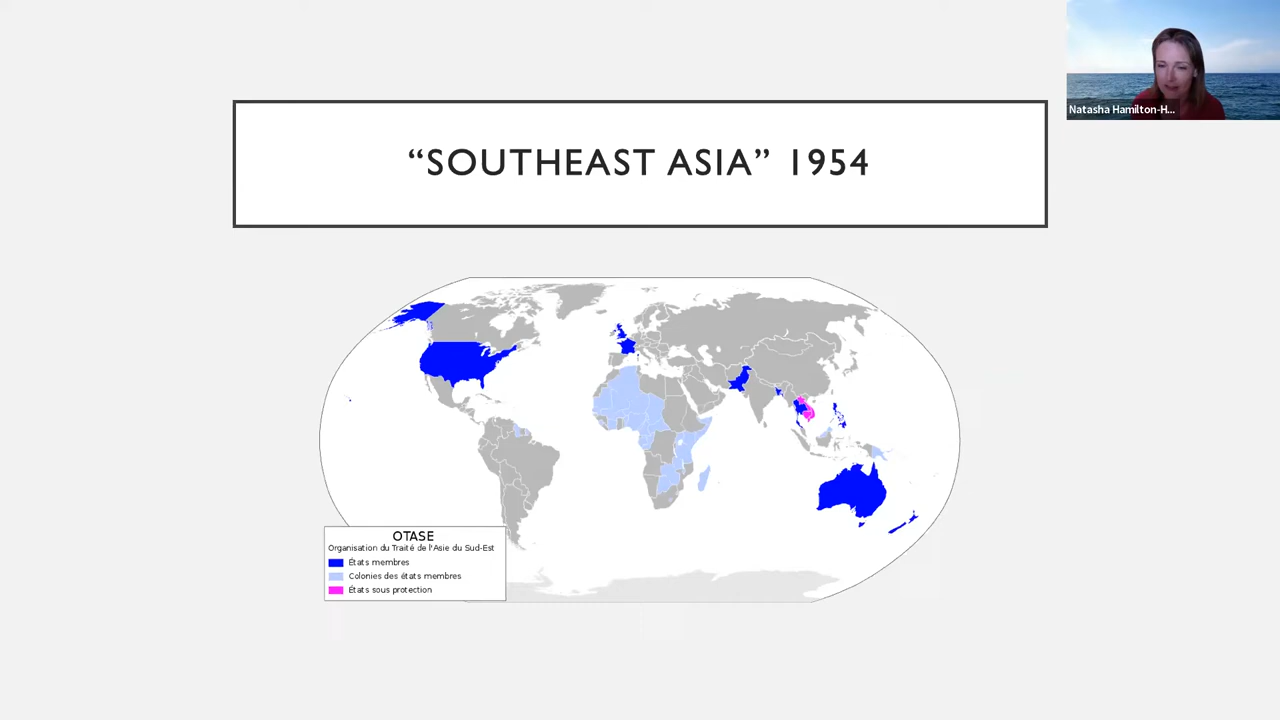 Natasha Hamilton-H...
“SOUTHEAST ASIA” 1954
OTASE
Organisation du Traité de l'Asie du Sud-Est
États membres
Colonies des états membres
États sous protection